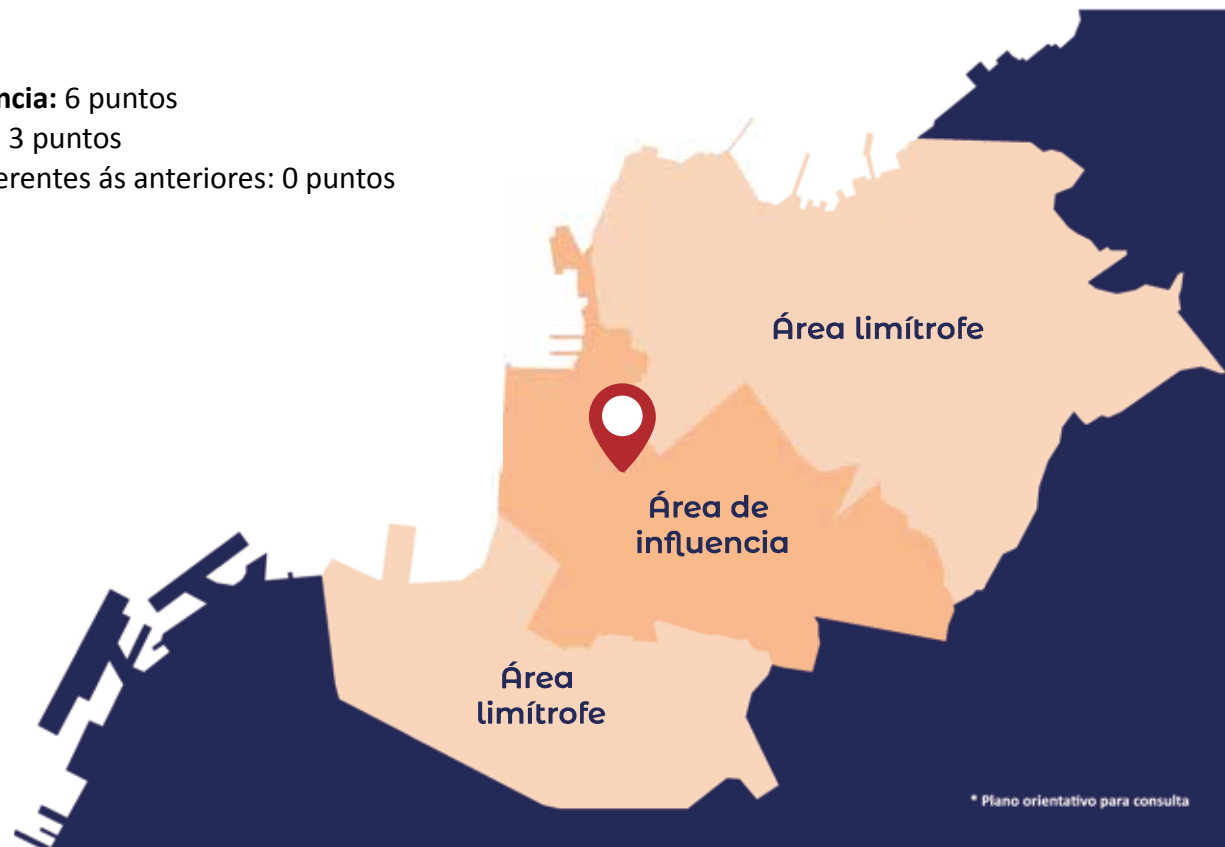 ncia: 6 puntos
3 puntos
erentes ás anteriores: 0 puntos
Área limítrofe
Área de
influencia
Área
limítrofe
* Plano orientativo para consulta